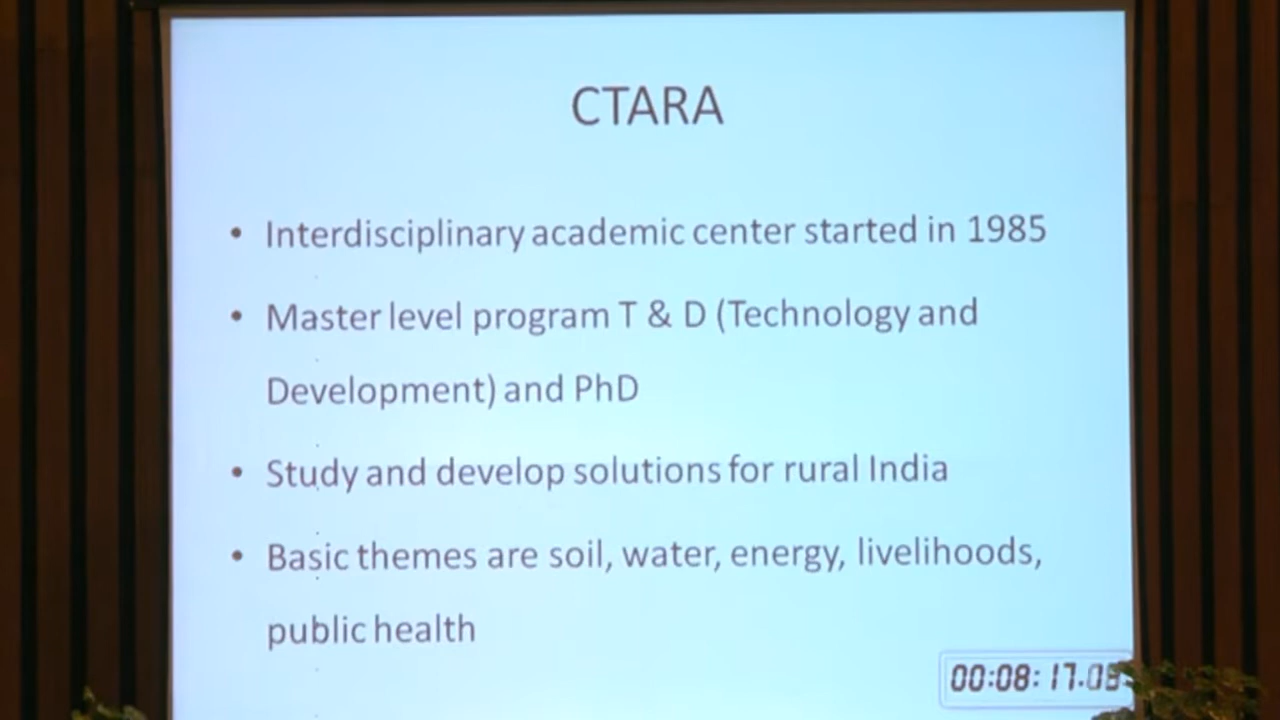 CTARA
• Interdisciplinary academic center started in 1985
• Master level program T & D (Technology and
Development) and PhD
• Study and develop solutions for rural India
• Basic themes are soil, water, energy, livelihoods,
public health
00:08:17.05